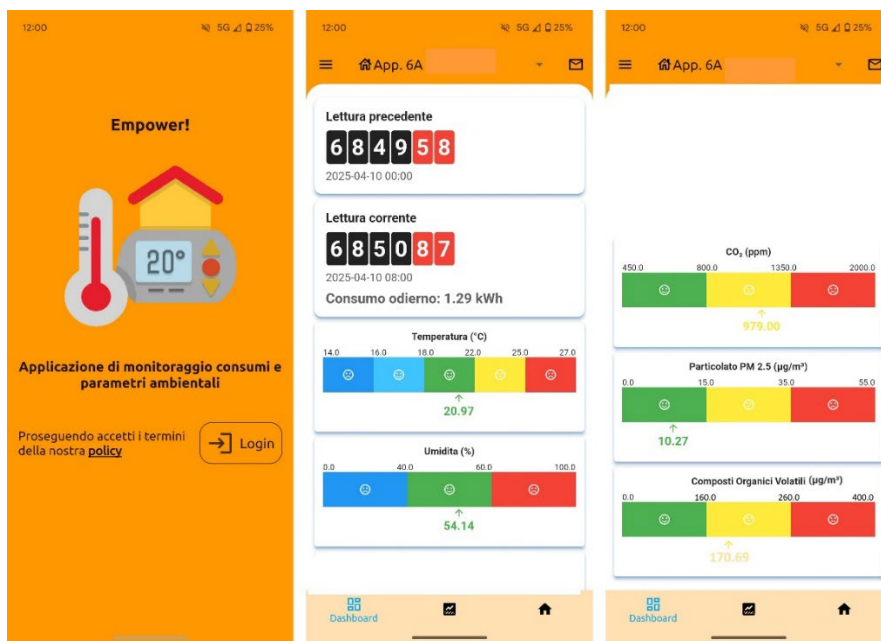 12:00 5G 25%
Empower!
20°
Applicazione di monitoraggio consumi e
parametri ambientali
Proseguendo accetti i termini
della nostra policy
Login
12:00 5G 25%
App. 6A
Lettura precedente
684958
2025-04-10 00:00
Lettura corrente
685087
2025-04-10 08:00
Consumo odierno: 1.29 kWh
Temperatura (°C)
14.0 16.0 18.0 22.0 25.0 27.0
20.97
Umidita (%)
0.0 40.0 60.0 100.0
54.14
Dashboard
12:00 5G 25%
App. 6A
CO₂ (ppm)
450.0 800.0 1350.0 2000.0
979.00
Particolato PM 2.5 (µg/m³)
0.0 15.0 35.0 55.0
10.27
Composti Organici Volatili (µg/m³)
0.0 160.0 260.0 400.0
170.69
Dashboard